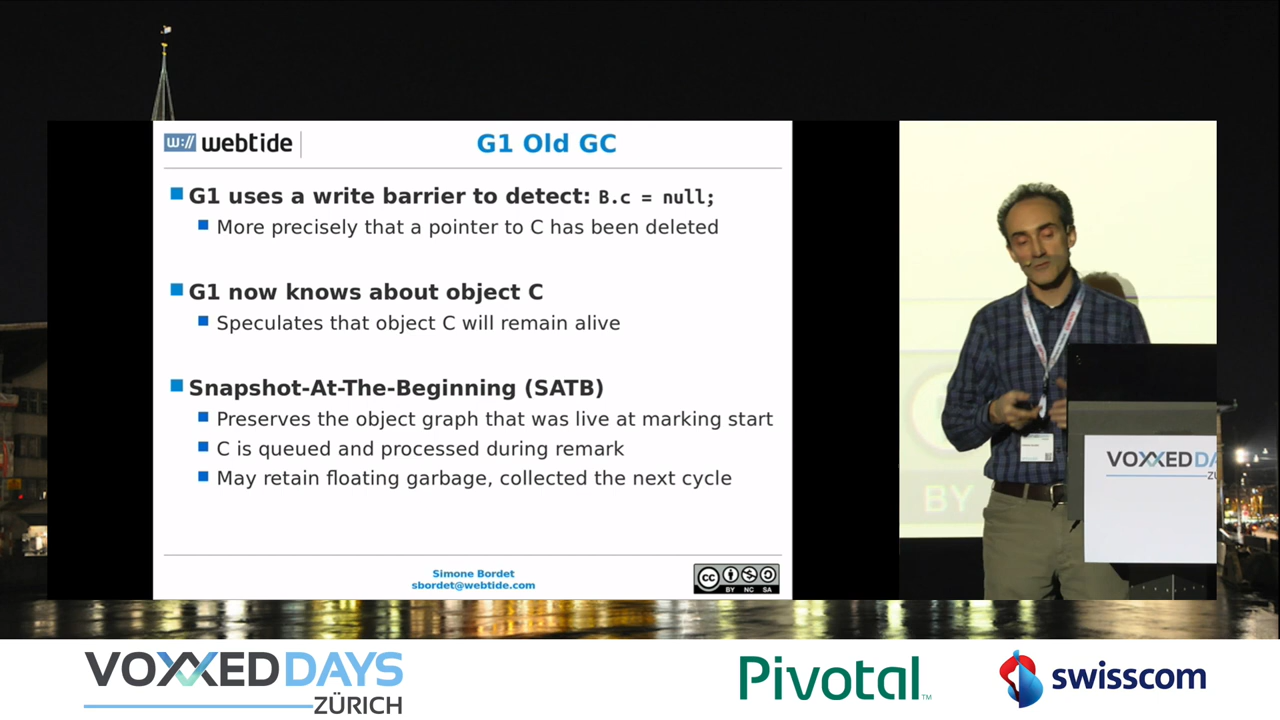 w:// webtide
G1 Old GC
G1 uses a write barrier to detect: B.c = null;
More precisely that a pointer to C has been deleted
G1 now knows about object C
Speculates that object C will remain alive
Snapshot-At-The-Beginning (SATB)
Preserves the object graph that was live at marking start
C is queued and processed during remark
May retain floating garbage, collected the next cycle
Simone Bordet
sbordet@webtide.com
cc
BY NC SA
BY
VOXXED DA
VOXXED DAYS
ZÜRICH
Pivotal™
swisscom